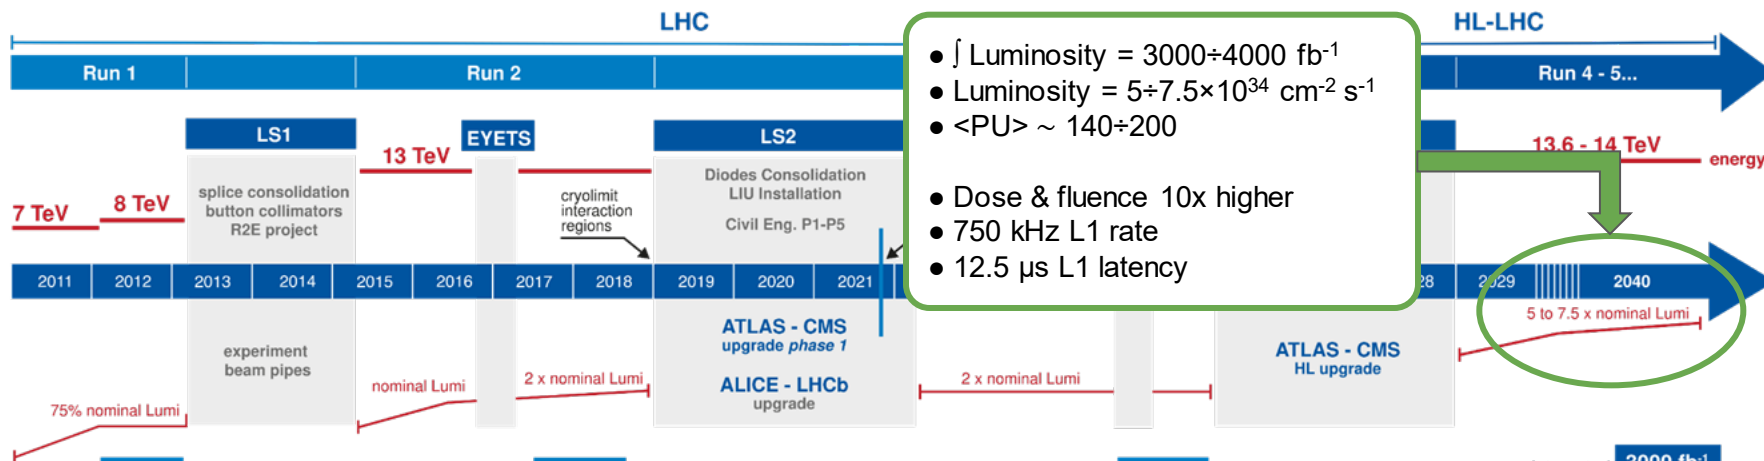 LHC
HL-LHC
Run 1
Run 2
Run 4 - 5...
● ∫ Luminosity = 3000÷4000 fb⁻¹
● Luminosity = 5÷7.5×10³⁴ cm⁻² s⁻¹
● <PU> ~ 140÷200
● Dose & fluence 10x higher
● 750 kHz L1 rate
● 12.5 µs L1 latency
LS1
EYETS
LS2
7 TeV
8 TeV
13 TeV
13.6 - 14 TeV
energy
splice consolidation
button collimators
R2E project
cryolimit
interaction
regions
Diodes Consolidation
LIU Installation
Civil Eng. P1-P5
2011 2012 2013 2014 2015 2016 2017 2018 2019 2020 2021 28 2029 2040
experiment
beam pipes
ATLAS - CMS
upgrade phase 1
ALICE - LHCb
upgrade
ATLAS - CMS
HL upgrade
75% nominal Lumi
nominal Lumi
2 x nominal Lumi
2 x nominal Lumi
5 to 7.5 x nominal Lumi
3000 fb⁻¹